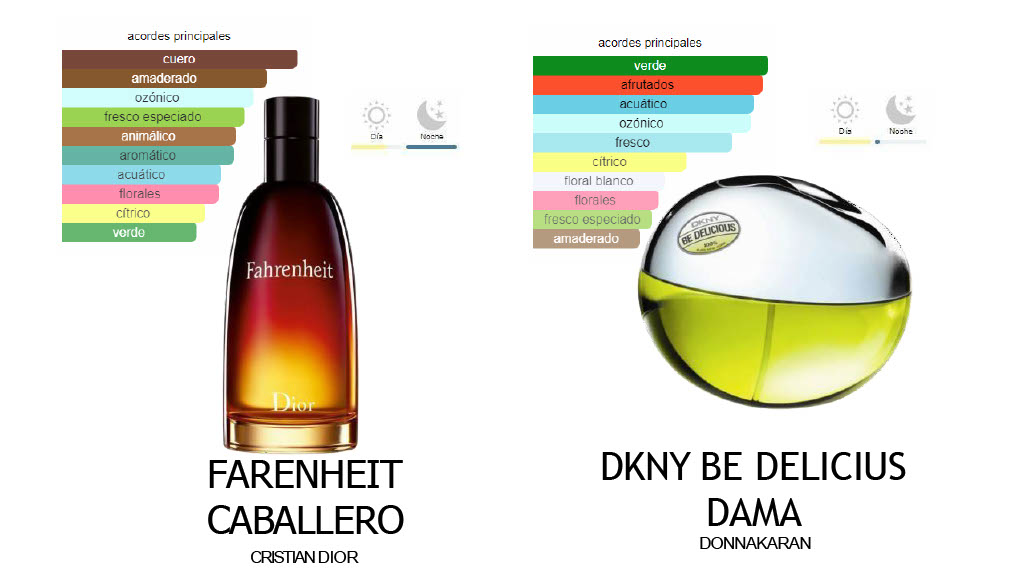 acordes principales
cuero
amaderado
ozónico
fresco especiado
animálico
aromático
acuático
florales
cítrico
verde
Día
Noche
Fahrenheit
Dior
FARENHEIT
CABALLERO
CRISTIAN DIOR
acordes principales
verde
afrutados
acuático
ozónico
fresco
cítrico
floral blanco
florales
fresco especiado
amaderado
Día
Noche
DKNY
BE DELICIOUS
100%
DKNY BE DELICIUS
DAMA
DONNAKARAN